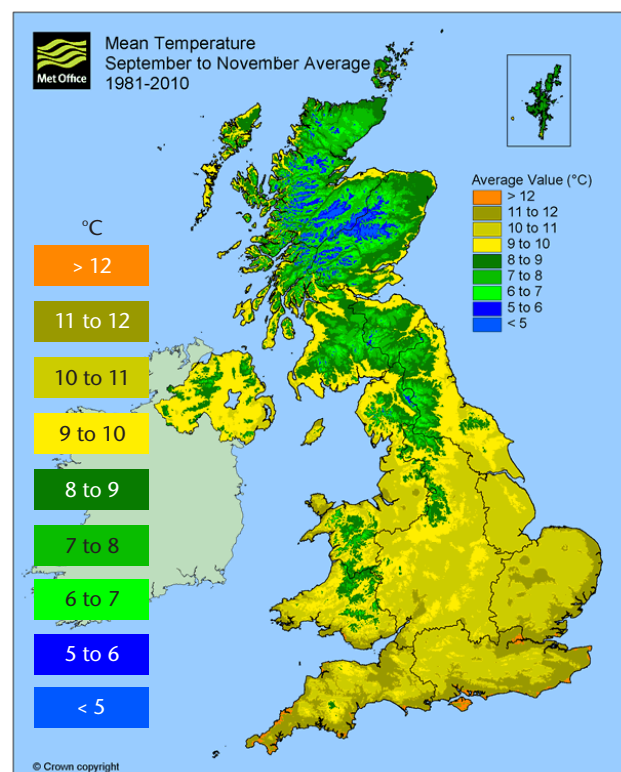 Met Office
Mean Temperature
September to November Average
1981-2010
Average Value (°C)
> 12
11 to 12
10 to 11
9 to 10
8 to 9
7 to 8
6 to 7
5 to 6
< 5
°C
> 12
11 to 12
10 to 11
9 to 10
8 to 9
7 to 8
6 to 7
5 to 6
< 5
© Crown copyright